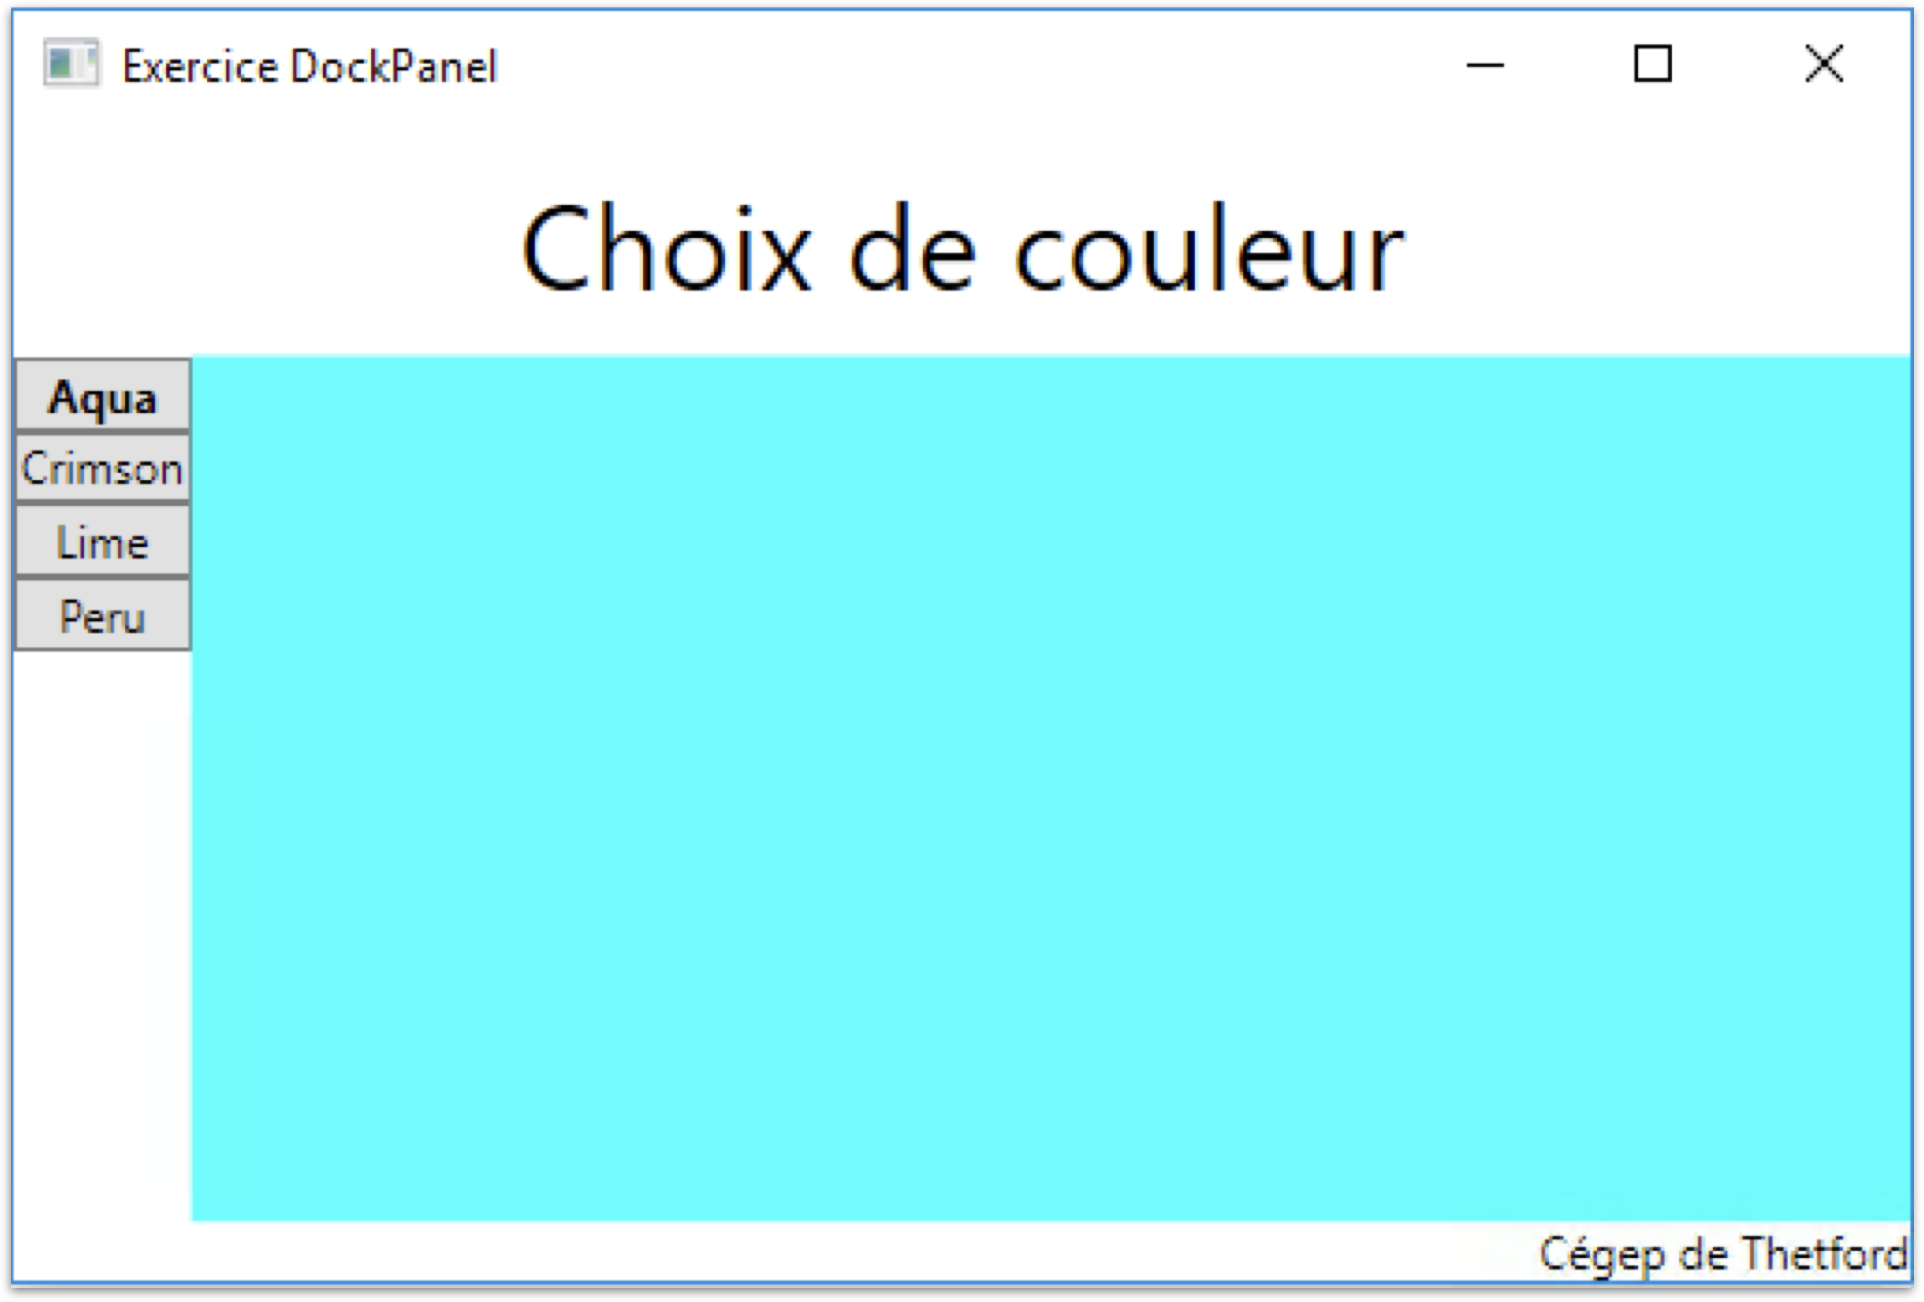 Exercice DockPanel
Choix de couleur
Aqua
Crimson
Lime
Peru
Cégep de Thetford